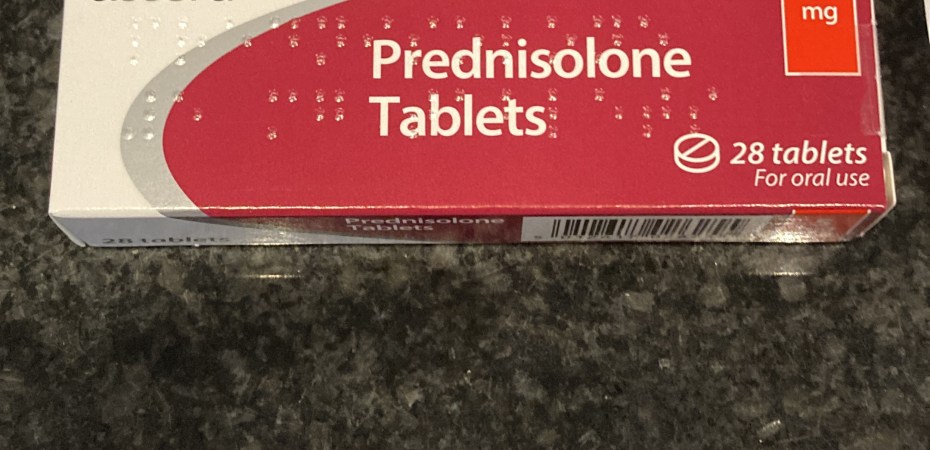 mg
Prednisolone
Tablets
28 tablets
For oral use
Prednisolone
Tablets
28 tablets